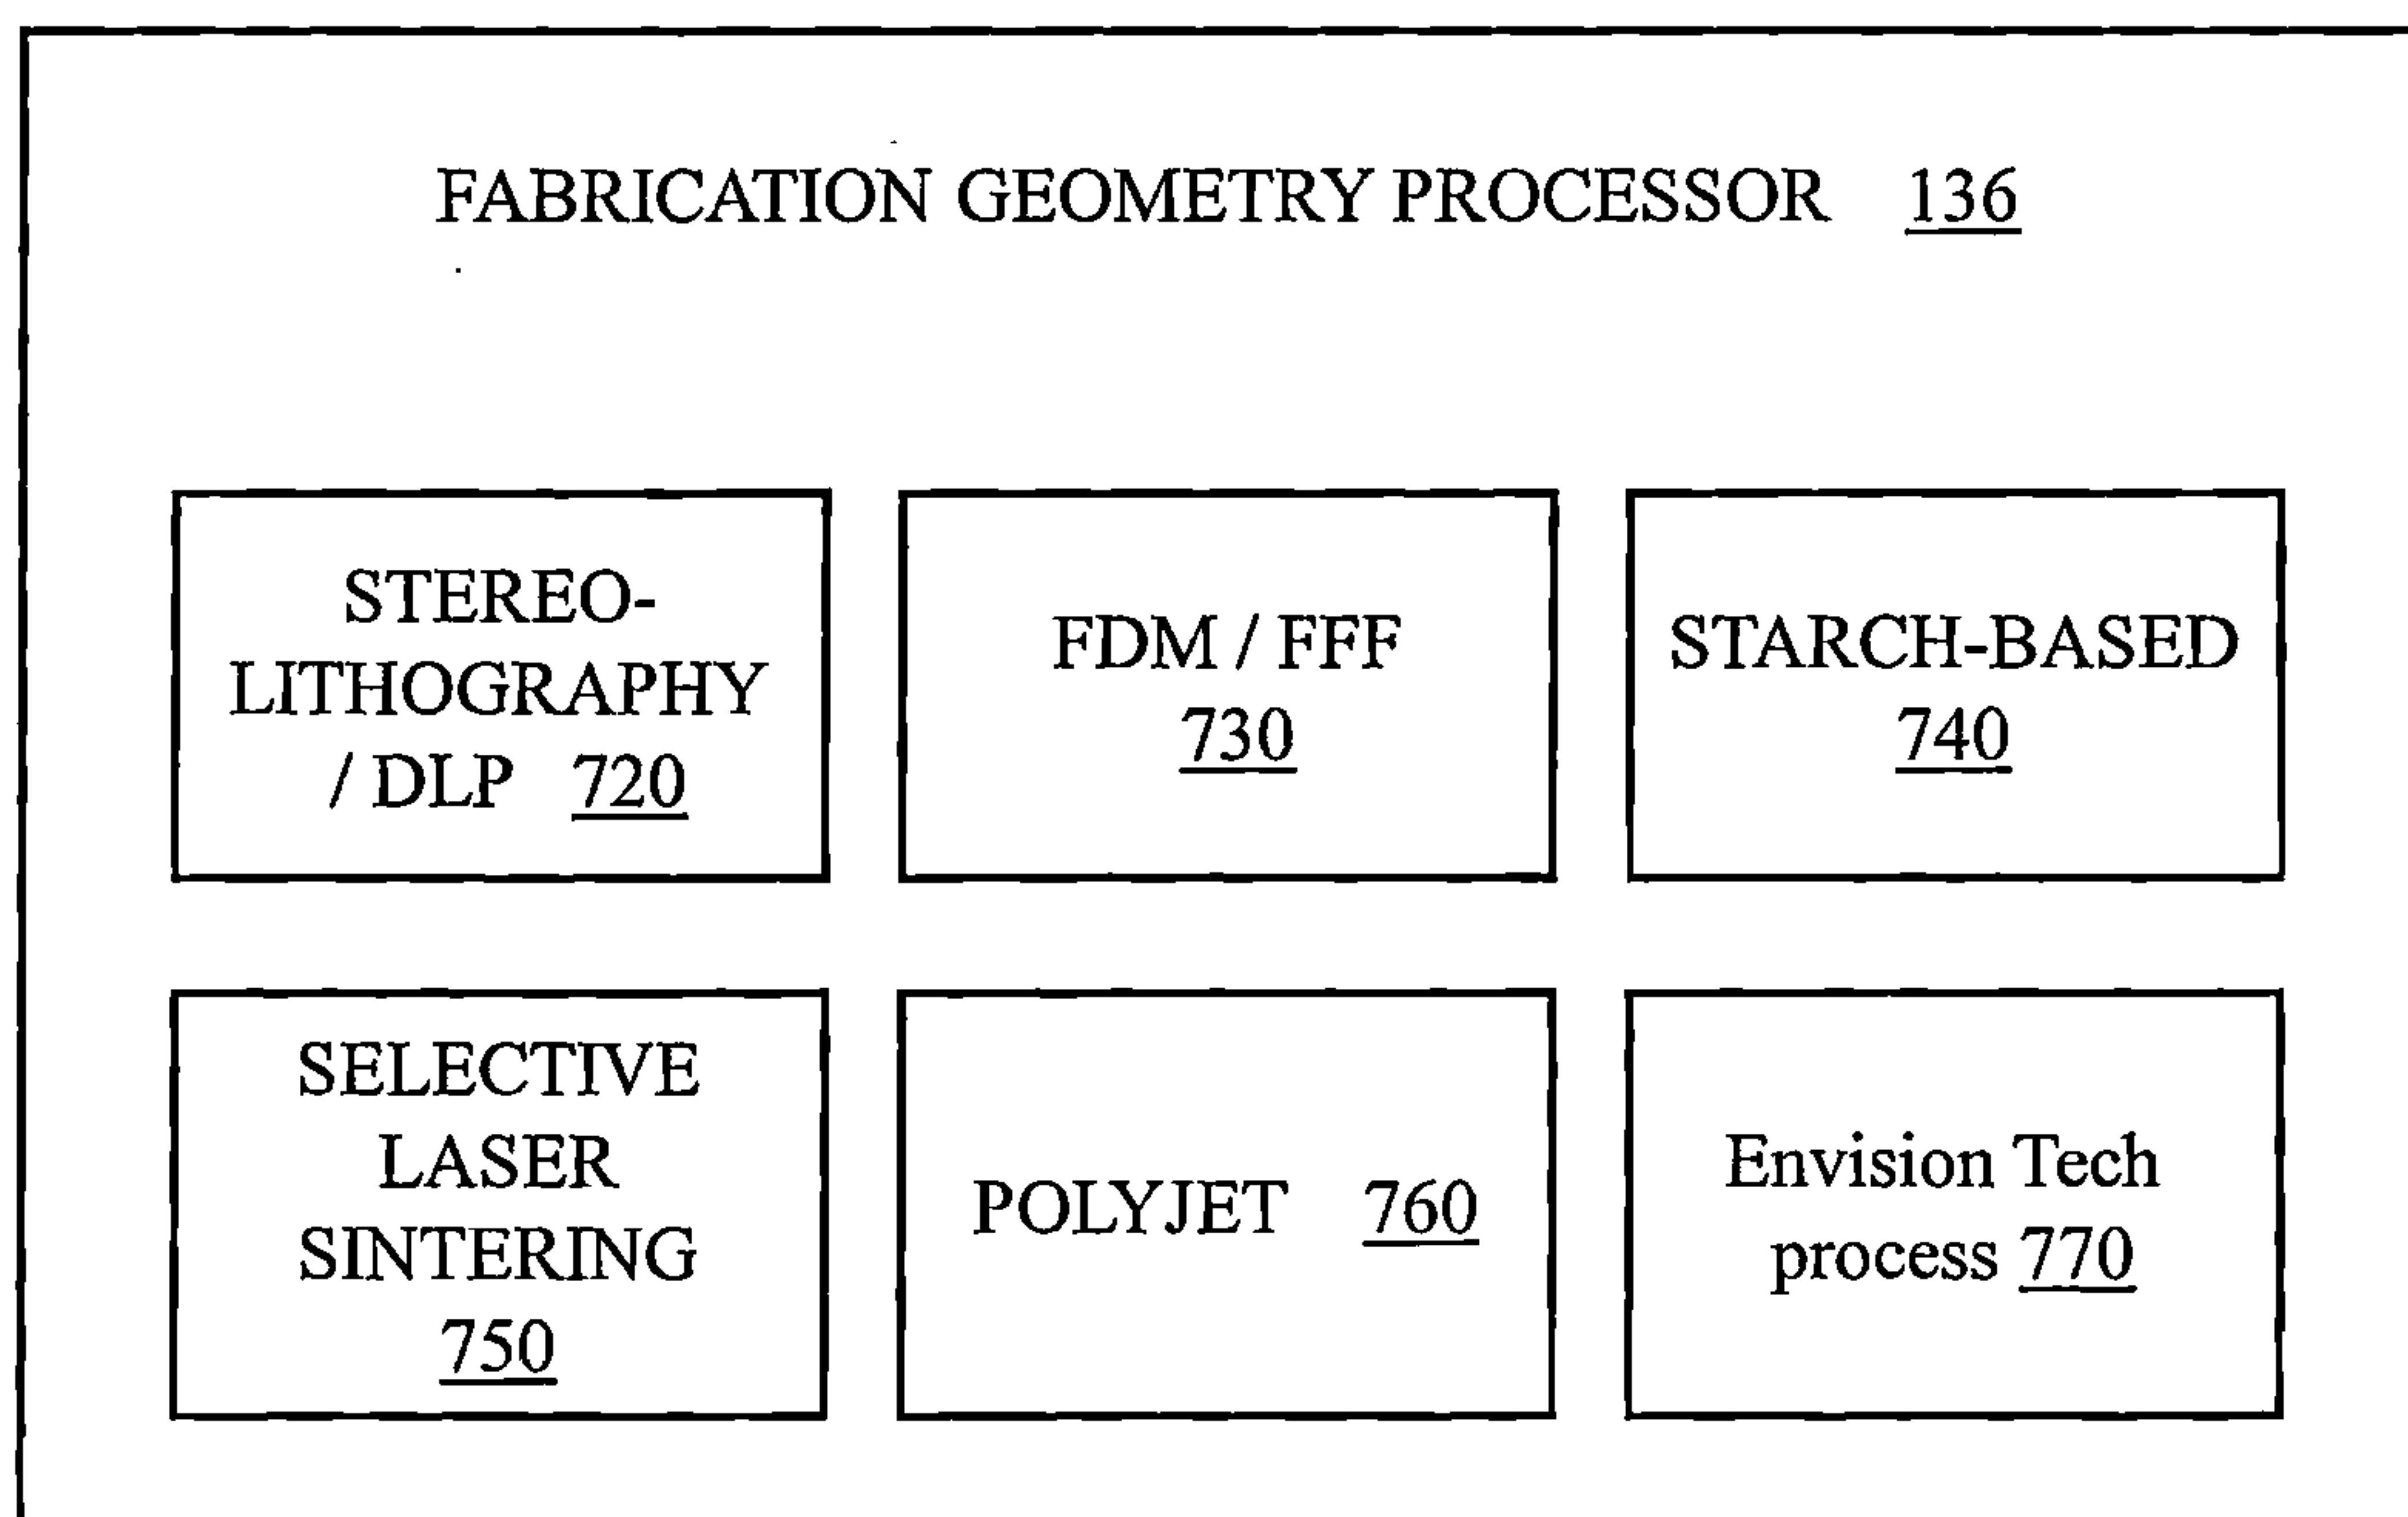 FABRICATION GEOMETRY PROCESSOR 136
STEREO-
LITHOGRAPHY
/ DLP 720
FDM / FFF
730
STARCH-BASED
740
SELECTIVE
LASER
SINTERING
750
POLYJET 760
Envision Tech
process 770